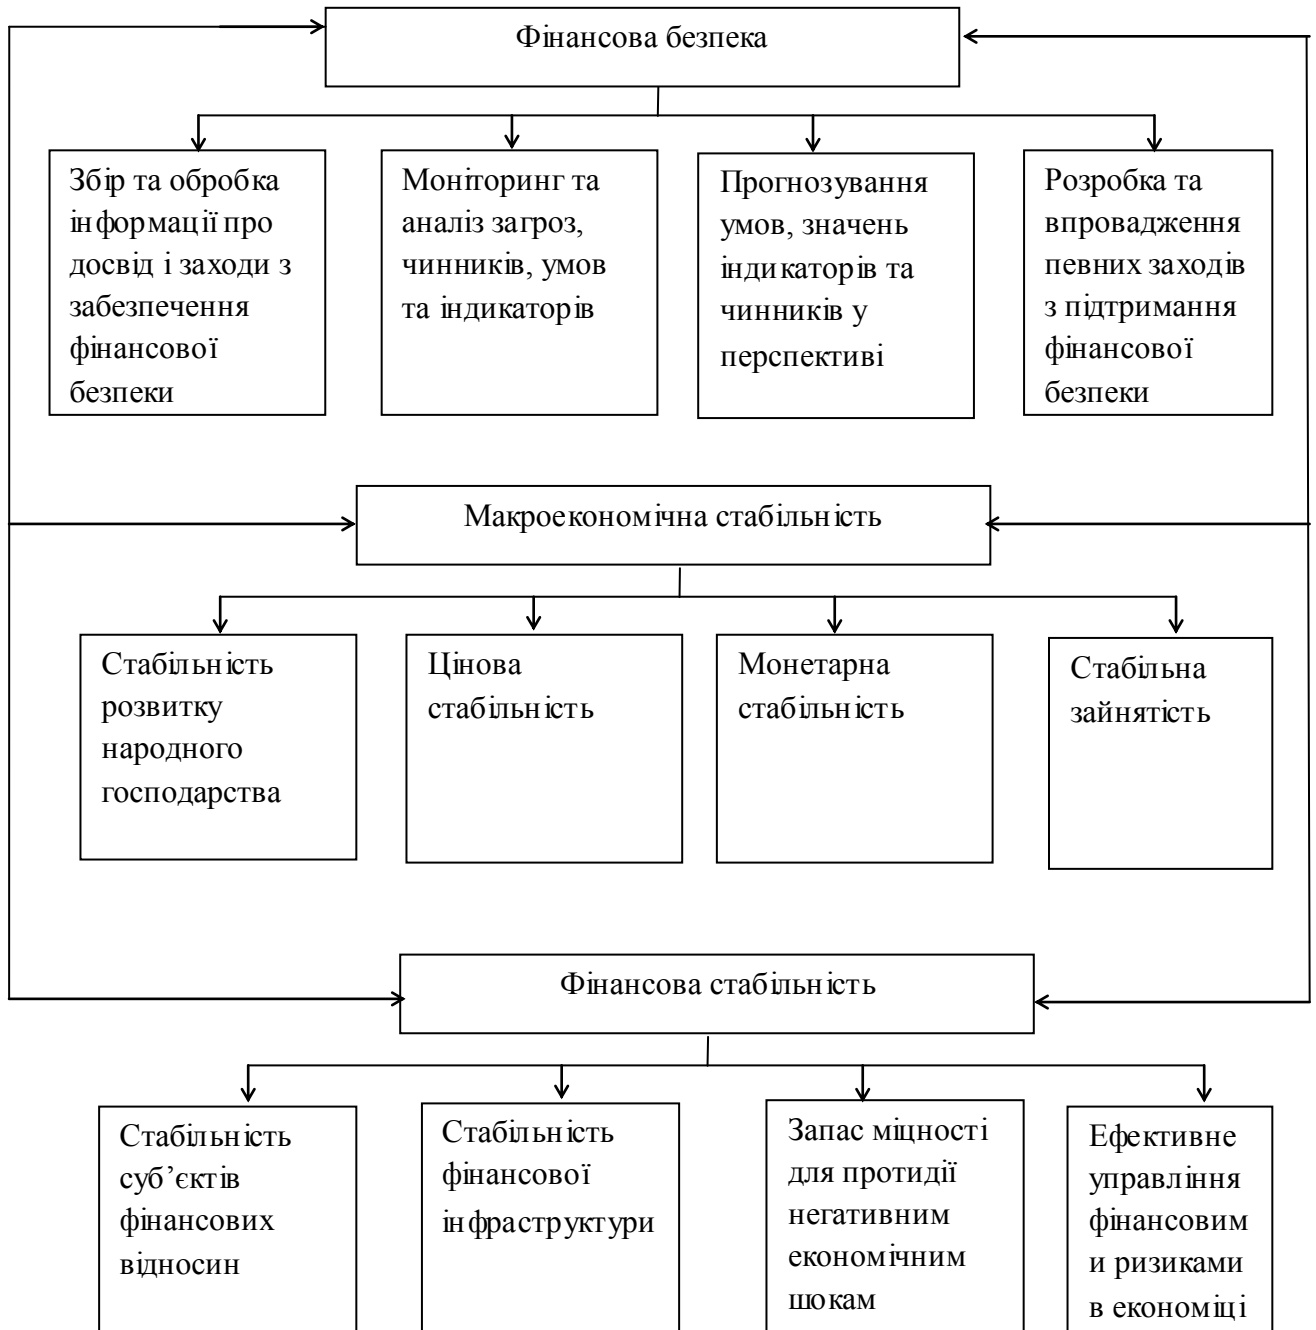 Фінансова безпека
Збір та обробка
інформації про
досвід і заходи з
забезпечення
фінансової
безпеки
Моніторинг та
аналіз загроз,
чинників, умов
та індикаторів
Прогнозування
умов, значень
індикаторів та
чинників у
перспективі
Розробка та
впровадження
певних заходів
з підтримання
фінансової
безпеки
Макроекономічна стабільність
Стабільність
розвитку
народного
господарства
Цінова
стабільність
Монетарна
стабільність
Стабільна
зайнятість
Фінансова стабільність
Стабільність
суб’єктів
фінансових
відносин
Стабільність
фінансової
інфраструктури
Запас міцності
для протидії
негативним
економічним
шокам
Ефективне
управління
фінансовим
и ризиками
в економіці